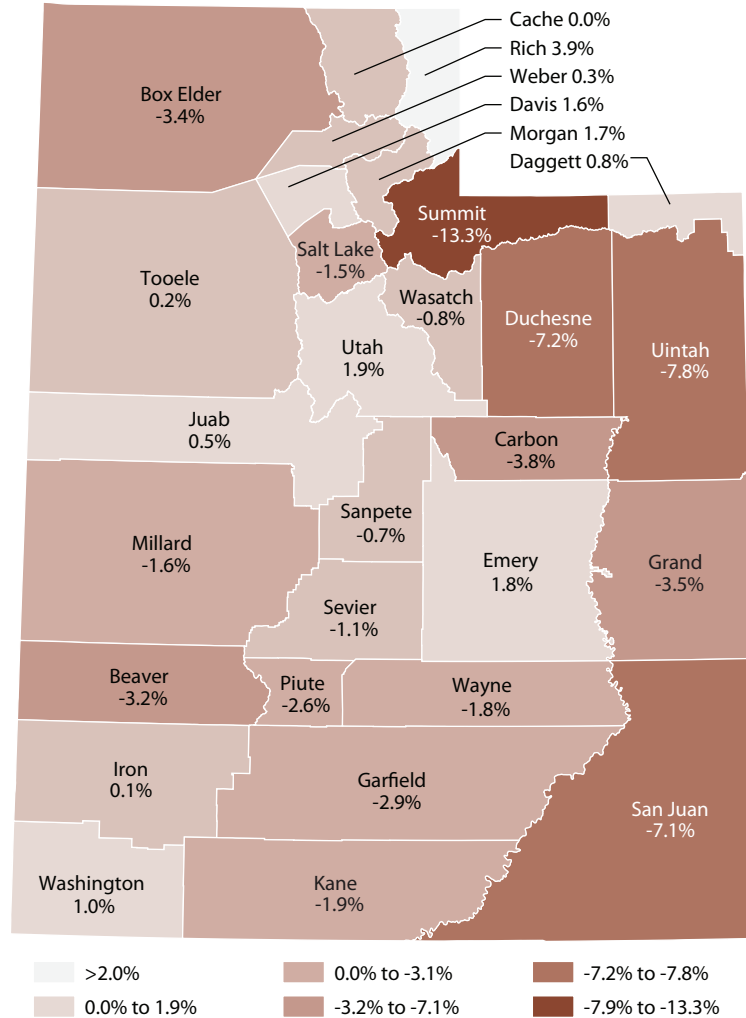 Cache 0.0%
Rich 3.9%
Weber 0.3%
Davis 1.6%
Morgan 1.7%
Daggett 0.8%
Box Elder
-3.4%
Summit
-13.3%
Salt Lake
-1.5%
Tooele
0.2%
Wasatch
-0.8%
Duchesne
-7.2%
Uintah
-7.8%
Utah
1.9%
Juab
0.5%
Carbon
-3.8%
Sanpete
-0.7%
Millard
-1.6%
Emery
1.8%
Grand
-3.5%
Sevier
-1.1%
Beaver
-3.2%
Piute
-2.6%
Wayne
-1.8%
Iron
0.1%
Garfield
-2.9%
San Juan
-7.1%
Washington
1.0%
Kane
-1.9%
>2.0%
0.0% to 1.9%
0.0% to -3.1%
-3.2% to -7.1%
-7.2% to -7.8%
-7.9% to -13.3%